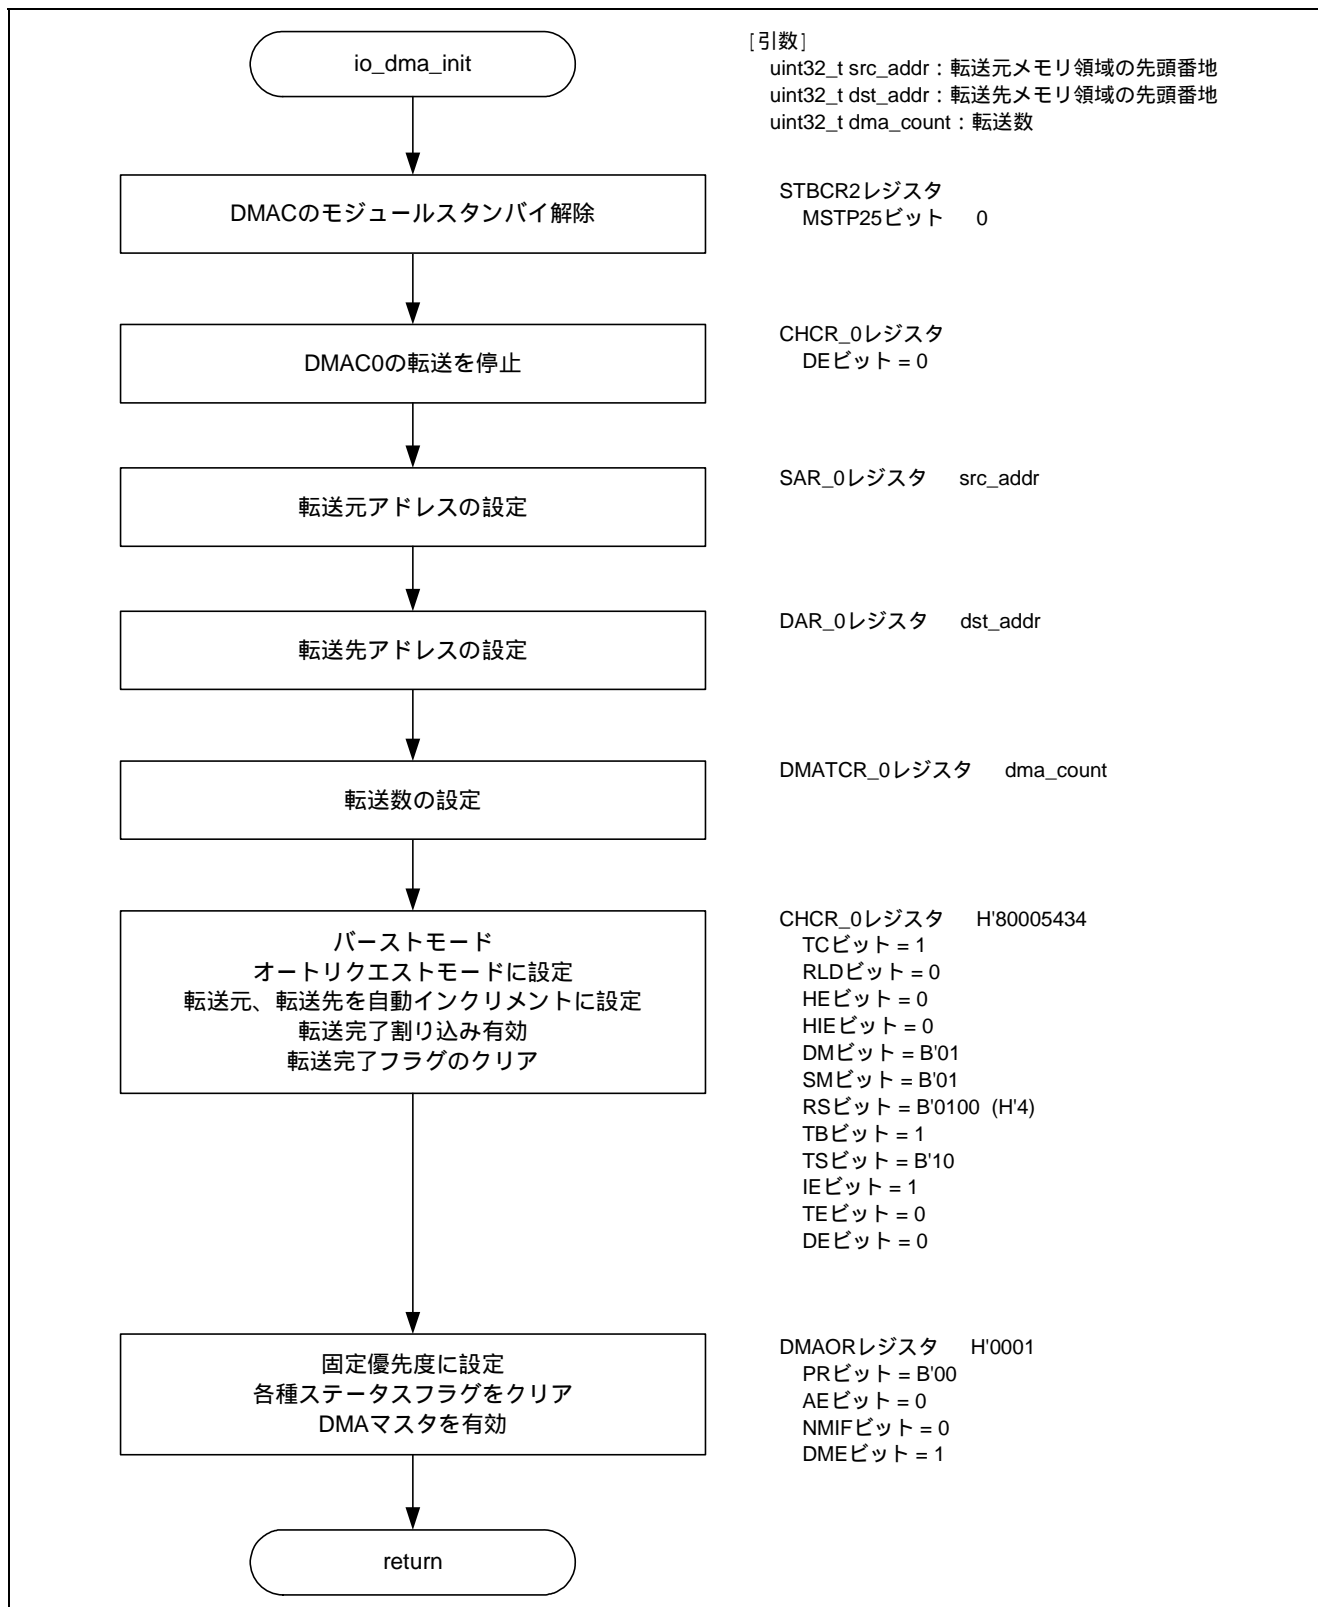 io_dma_init
[引数]
uint32_t src_addr：転送元メモリ領域の先頭番地
uint32_t dst_addr：転送先メモリ領域の先頭番地
uint32_t dma_count：転送数
DMACのモジュールスタンバイ解除
STBCR2レジスタ
MSTP25ビット 0
DMAC0の転送を停止
CHCR_0レジスタ
DEビット = 0
転送元アドレスの設定
SAR_0レジスタ src_addr
転送先アドレスの設定
DAR_0レジスタ dst_addr
転送数の設定
DMATCR_0レジスタ dma_count
バーストモード
オートリクエストモードに設定
転送元、転送先を自動インクリメントに設定
転送完了割り込み有効
転送完了フラグのクリア
CHCR_0レジスタ H'80005434
TCビット = 1
RLDビット = 0
HEビット = 0
HIEビット = 0
DMビット = B'01
SMビット = B'01
RSビット = B'0100 (H'4)
TBビット = 1
TSビット = B'10
IEビット = 1
TEビット = 0
DEビット = 0
固定優先度に設定
各種ステータスフラグをクリア
DMAマスタを有効
DMAORレジスタ H'0001
PRビット = B'00
AEビット = 0
NMIFビット = 0
DMEビット = 1
return